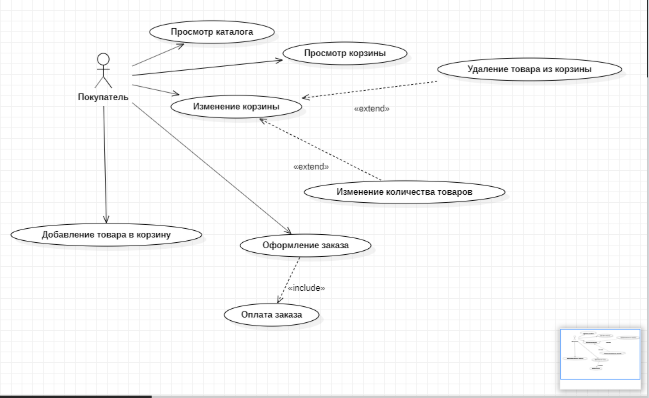 Просмотр каталога
Просмотр корзины
Удаление товара из корзины
Покупатель
Изменение корзины
«extend»
«extend»
Изменение количества товаров
Добавление товара в корзину
Оформление заказа
«include»
Оплата заказа